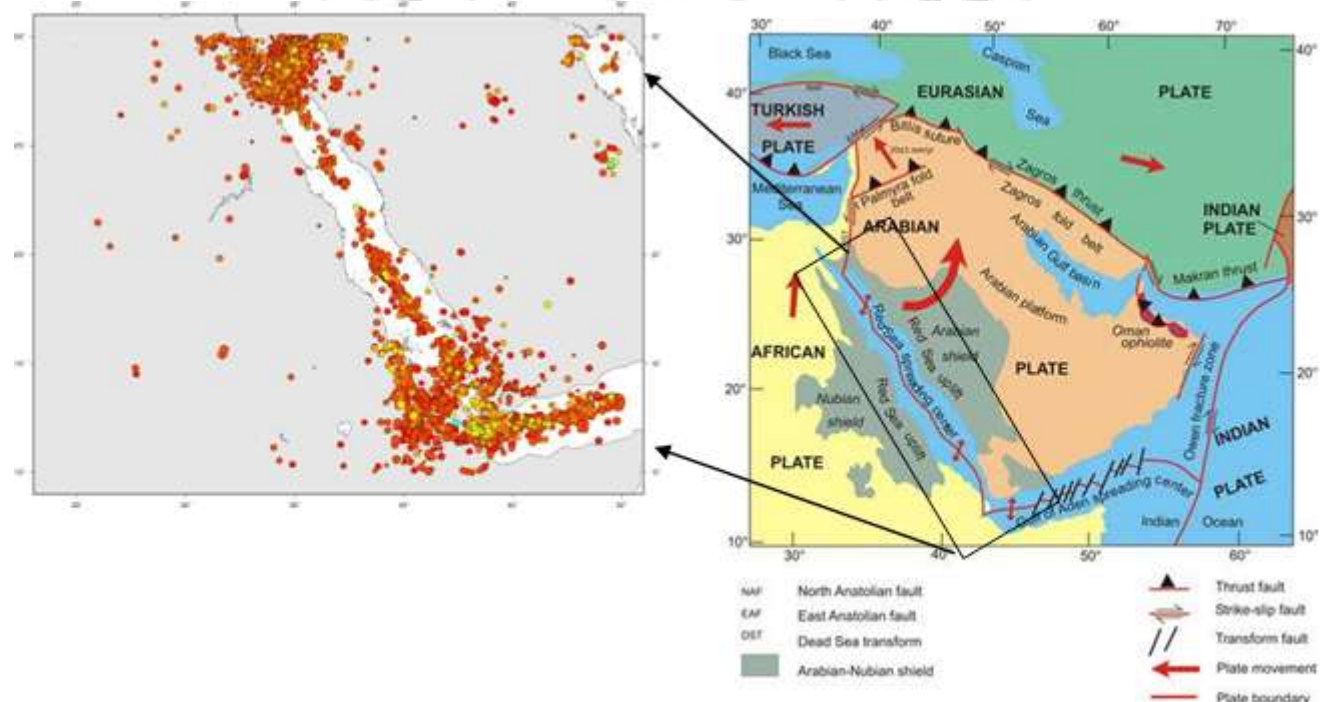 30°
40°
50°
60°
70°
Black Sea
Caspian
Sea
40°
40°
EURASIAN
PLATE
TURKISH
PLATE
Bitlis suture
Mediterranean
Sea
Palmyra fold
belt
Zagros thrust
Zagros fold belt
INDIAN
PLATE
30°
30°
ARABIAN
Arabian Gulf basin
Makran thrust
Arabian platform
Oman
ophiolite
AFRICAN
Red Sea spreading center
Red Sea uplift
Arabian
shield
PLATE
20°
20°
Nubian
shield
Red Sea uplift
Owen fracture zone
INDIAN
PLATE
PLATE
Gulf of Aden spreading center
Indian Ocean
10°
10°
30°
40°
50°
60°
NAF North Anatolian fault
EAF East Anatolian fault
DST Dead Sea transform
Arabian-Nubian shield
Thrust fault
Strike-slip fault
Transform fault
Plate movement
Plate boundary